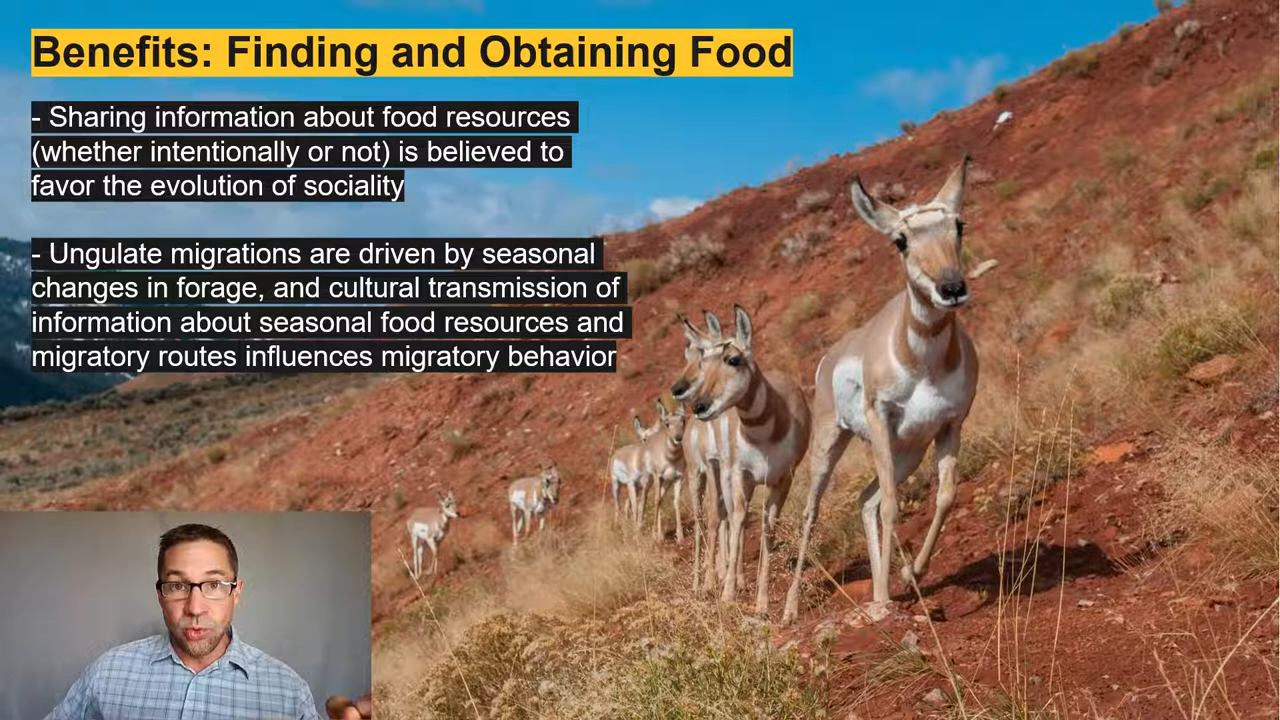 Benefits: Finding and Obtaining Food
- Sharing information about food resources
(whether intentionally or not) is believed to
favor the evolution of sociality
- Ungulate migrations are driven by seasonal
changes in forage, and cultural transmission of
information about seasonal food resources and
migratory routes influences migratory behavior